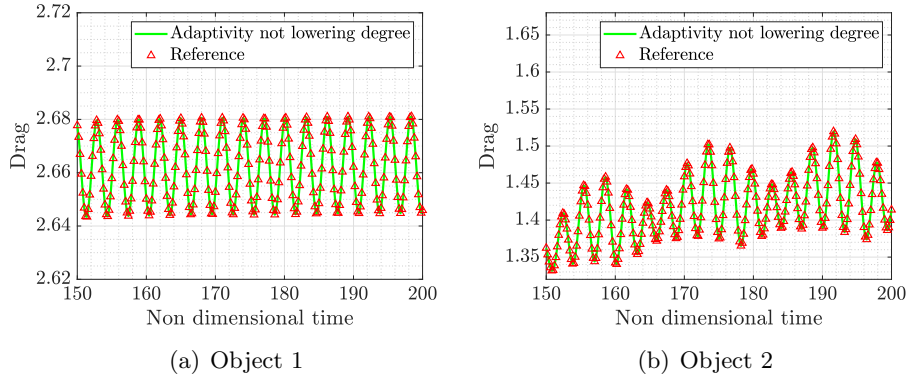 2.72
2.7
2.68
2.66
2.64
2.62
Drag
Adaptivity not lowering degree
Reference
150 160 170 180 190 200
Non dimensional time
(a) Object 1
1.65
1.6
1.55
1.5
1.45
1.4
1.35
Drag
Adaptivity not lowering degree
Reference
150 160 170 180 190 200
Non dimensional time
(b) Object 2